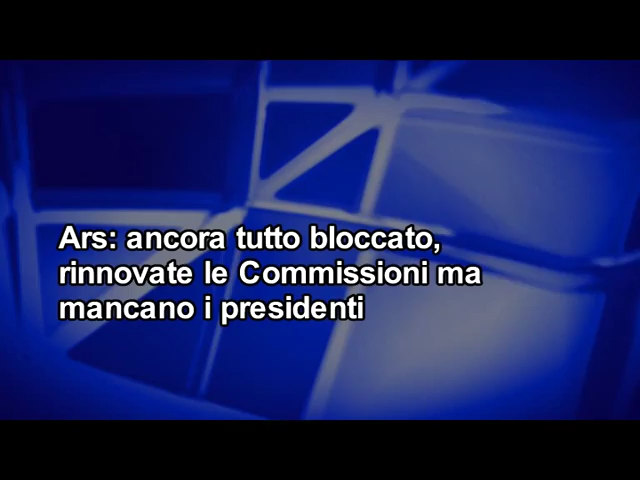 Ars: ancora tutto bloccato,
rinnovate le Commissioni ma
mancano i presidenti